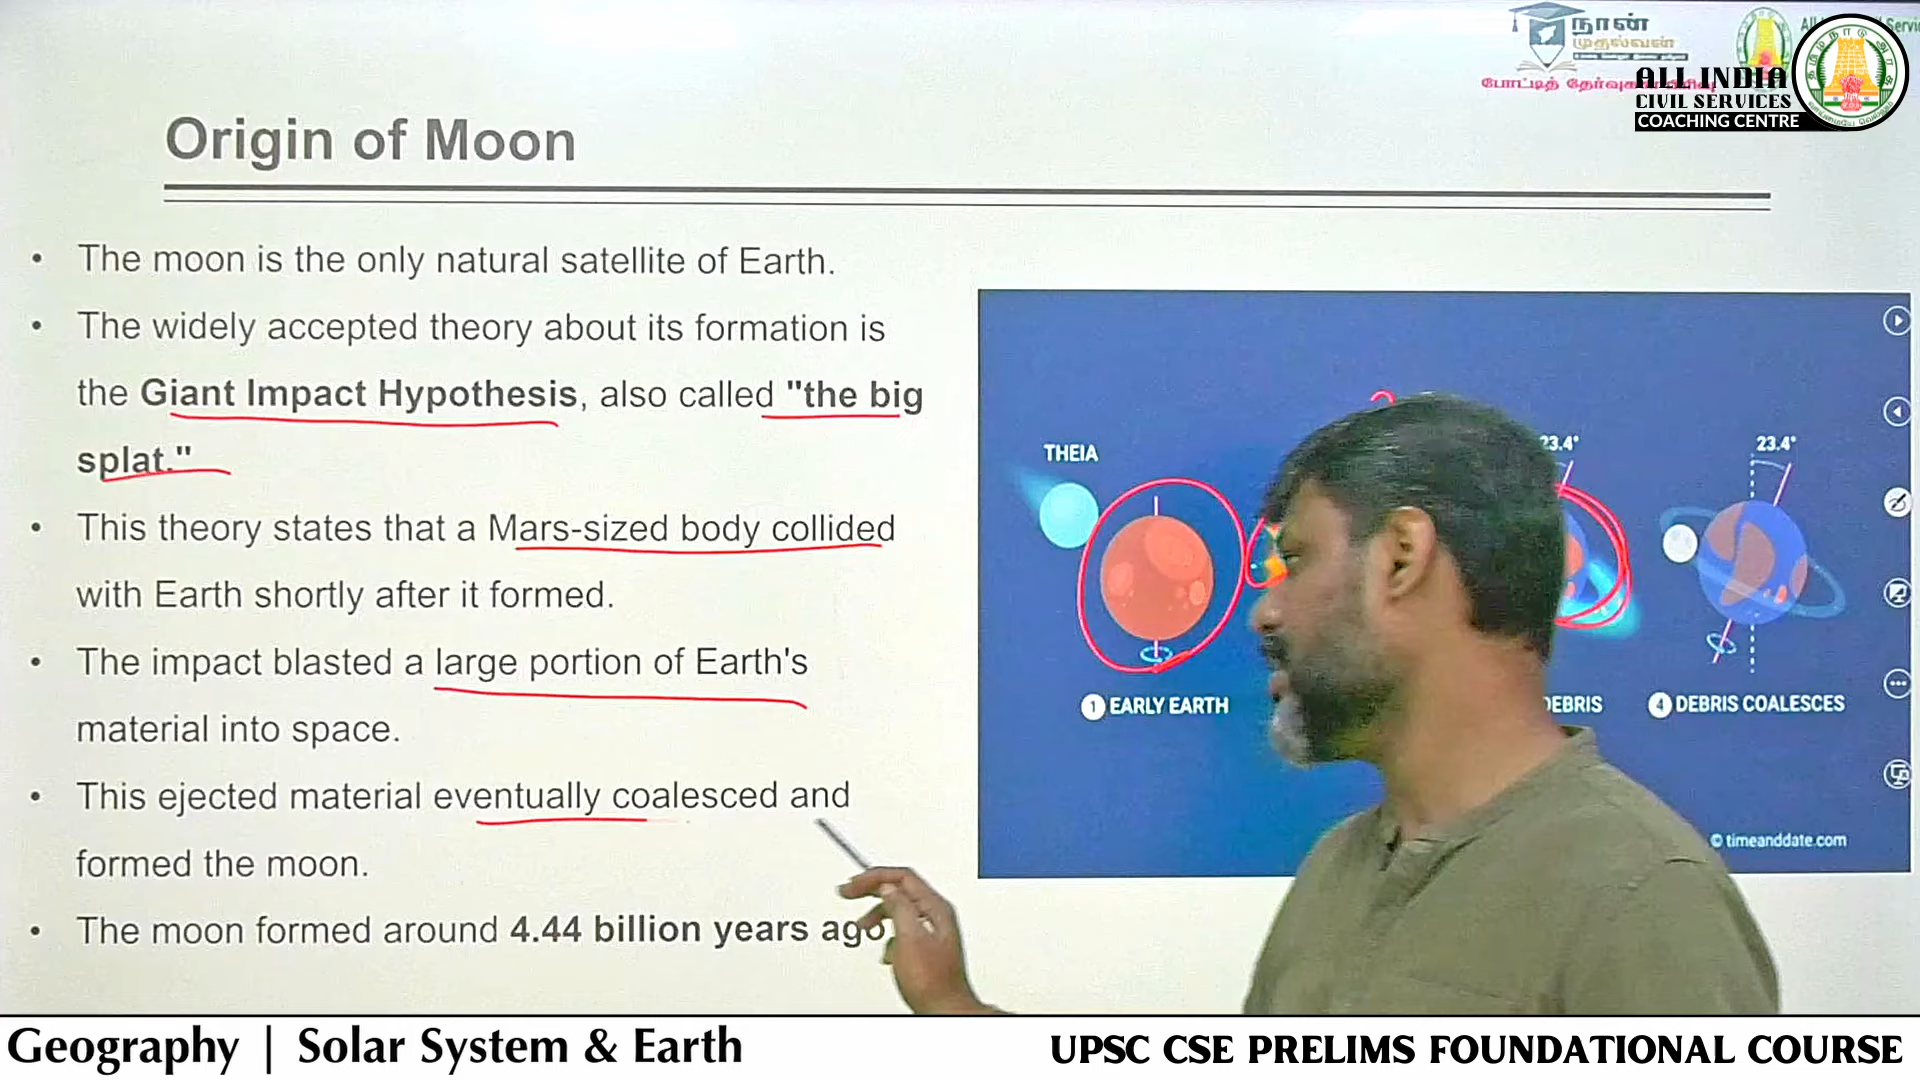 நான்
முதல்வன்
ALL INDIA
CIVIL SERVICES
COACHING CENTRE
Origin of Moon
• The moon is the only natural satellite of Earth.
• The widely accepted theory about its formation is
the Giant Impact Hypothesis, also called "the big
splat."
• This theory states that a Mars-sized body collided
with Earth shortly after it formed.
• The impact blasted a large portion of Earth's
material into space.
• This ejected material eventually coalesced and
formed the moon.
• The moon formed around 4.44 billion years ago
THEIA
23.4°
23.4°
1 EARLY EARTH
DEBRIS
4 DEBRIS COALESCES
© timeanddate.com
Geography | Solar System & Earth
UPSC CSE PRELIMS FOUNDATIONAL COURSE